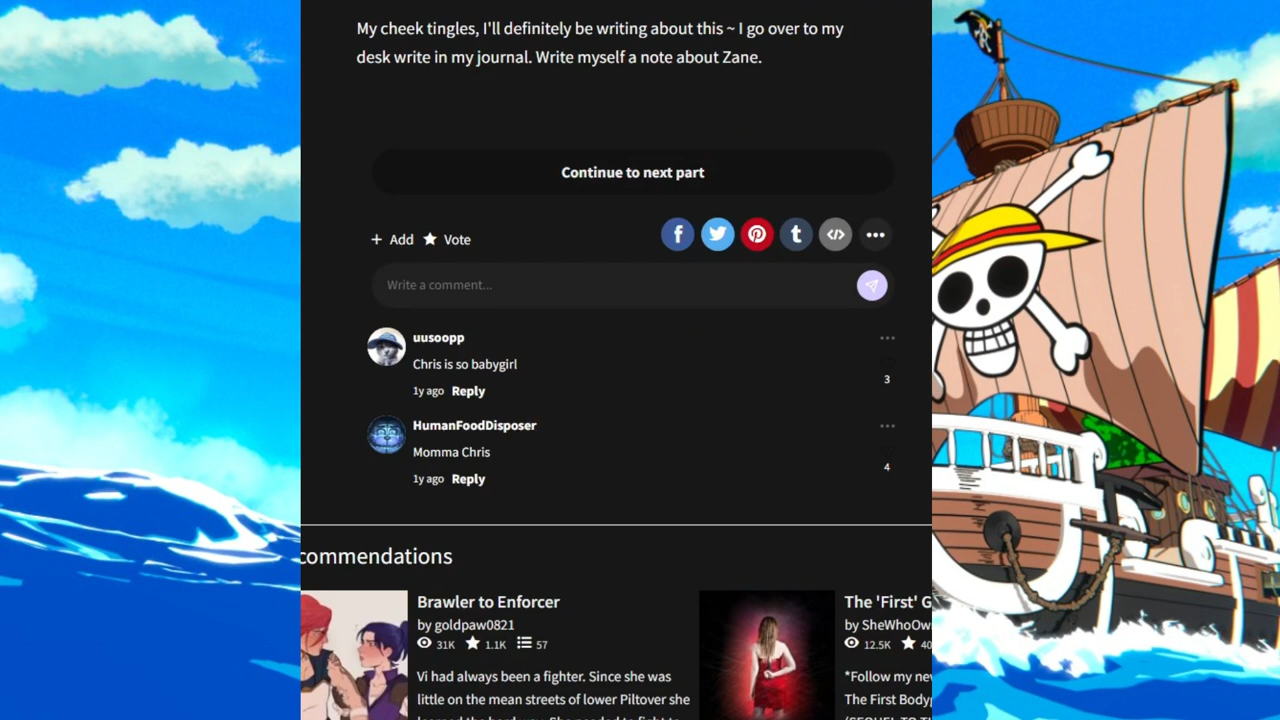 My cheek tingles, I'll definitely be writing about this ~ I go over to my
desk write in my journal. Write myself a note about Zane.
Continue to next part
+ Add Vote
Write a comment...
uusoopp
Chris is so babygirl
1y ago Reply
3
HumanFoodDisposer
Momma Chris
1y ago Reply
4
commendations
Brawler to Enforcer
by goldpaw0821
31K 1.1K 57
Vi had always been a fighter. Since she was
little on the mean streets of lower Piltover she
The 'First' G
by SheWhoOw
12.5K 40
*Follow my new
The First Body